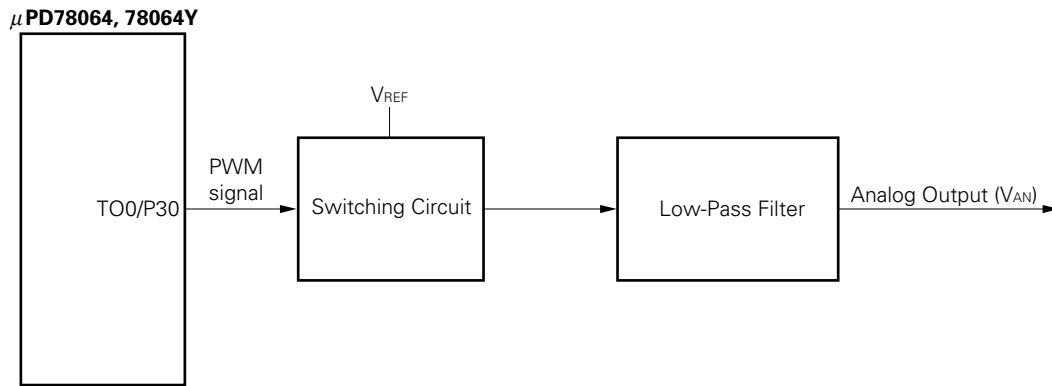 μPD78064, 78064Y
VREF
PWM
signal
TO0/P30
Switching Circuit
Low-Pass Filter
Analog Output (VAN)